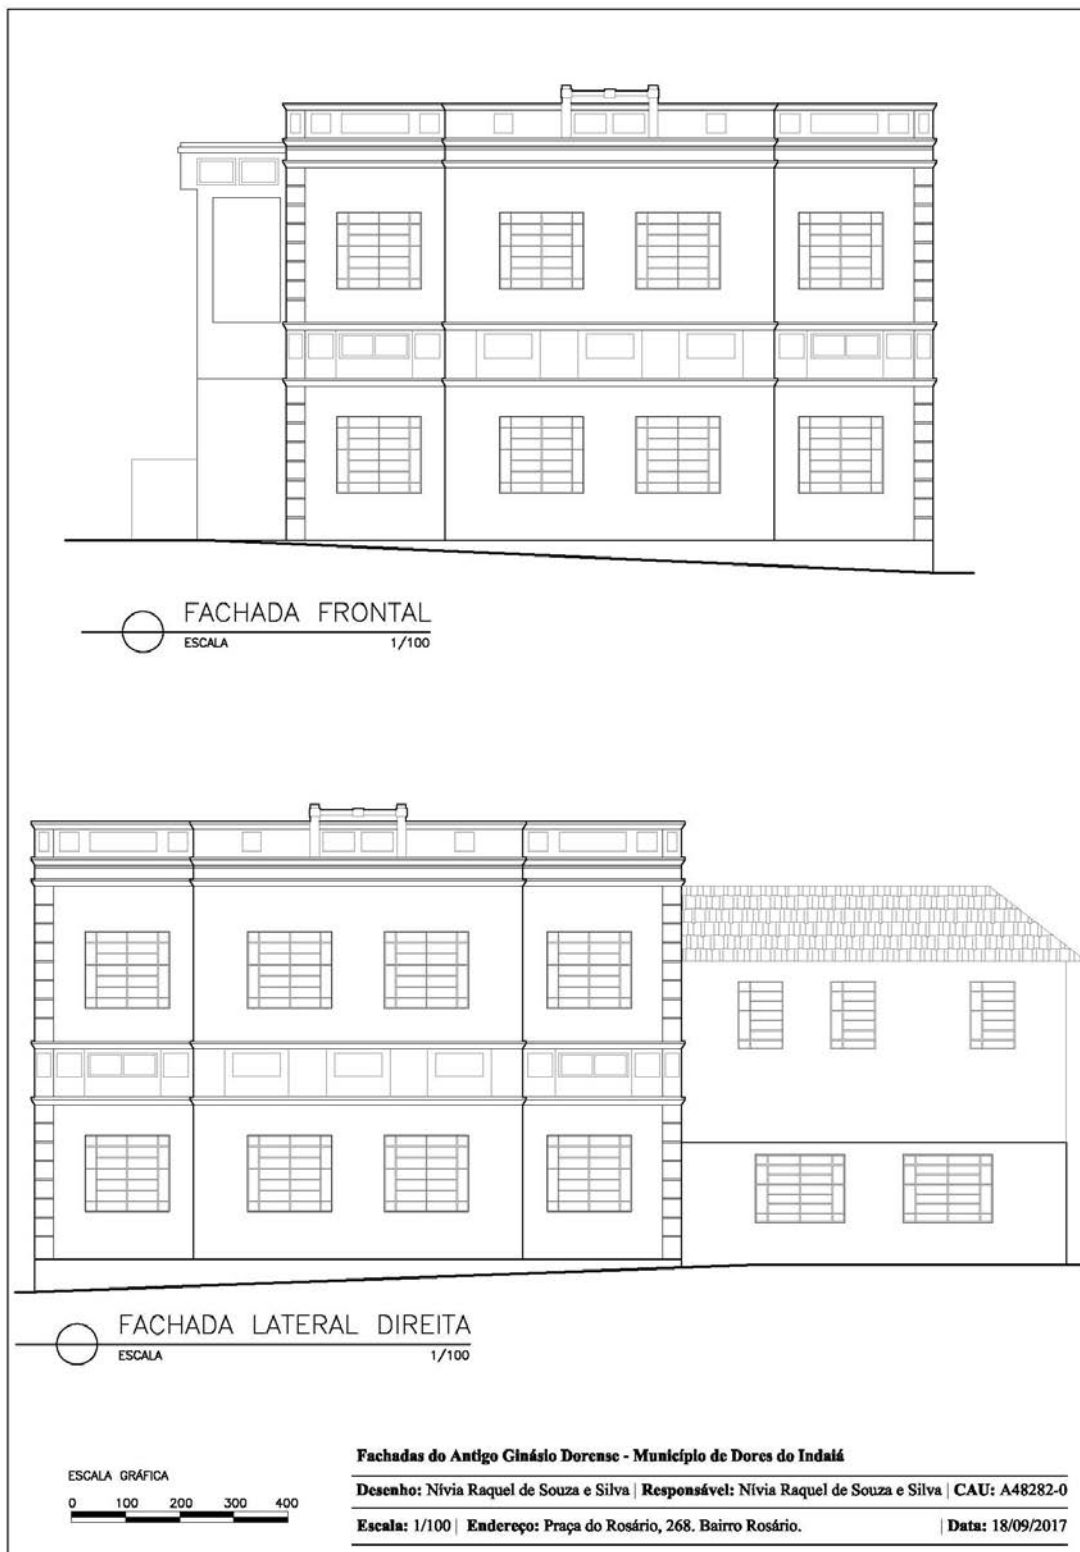 FACHADA FRONTAL
ESCALA 1/100
FACHADA LATERAL DIREITA
ESCALA 1/100
ESCALA GRÁFICA
0 100 200 300 400
Fachadas do Antigo Ginásio Dorense - Município de Dores do Indaiá
Desenho: Nívia Raquel de Souza e Silva | Responsável: Nívia Raquel de Souza e Silva | CAU: A48282-0
Escala: 1/100 | Endereço: Praça do Rosário, 268. Bairro Rosário. | Data: 18/09/2017